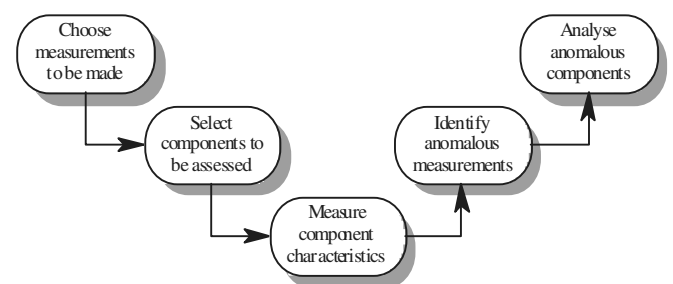 Choose
measurements
to be made
Select
components to
be assessed
Measure
component
characteristics
Identify
anomalous
measurements
Analyse
anomalous
components